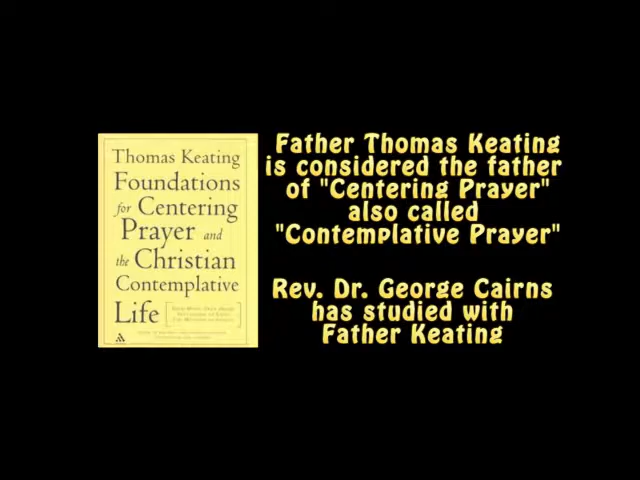 Thomas Keating
Foundations
for Centering
Prayer and
the Christian
Contemplative
Life
Father Thomas Keating
is considered the father
of "Centering Prayer"
also called
"Contemplative Prayer"
Rev. Dr. George Cairns
has studied with
Father Keating